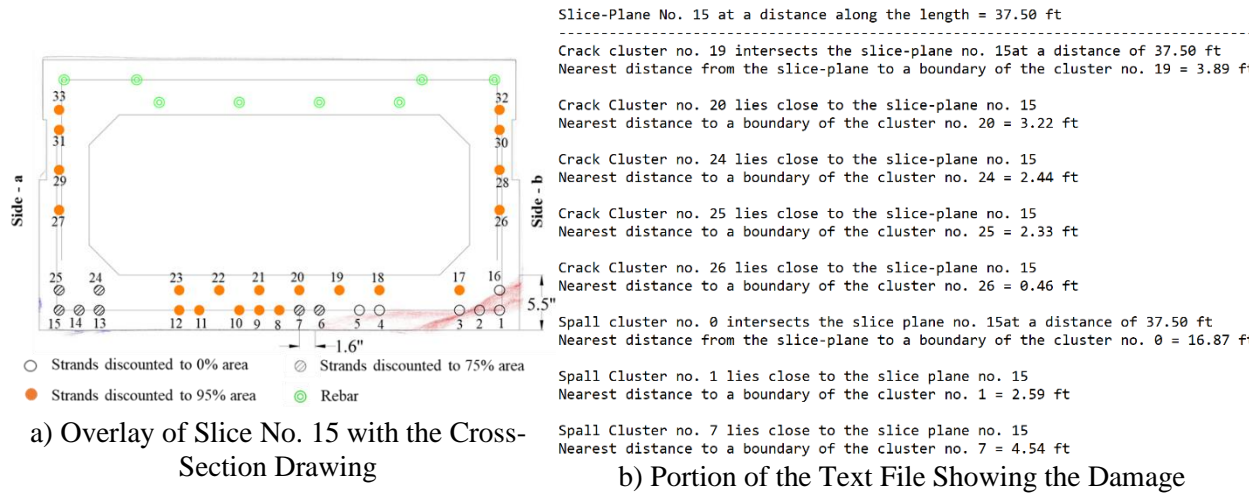 33
32
31
30
29
28
27
26
Side - a
Side - b
25 24 23 22 21 20 19 18 17 16
5.5"
15 14 13 12 11 10 9 8 7 6 5 4 3 2 1
1.6"
Strands discounted to 0% area
Strands discounted to 75% area
Strands discounted to 95% area
Rebar
a) Overlay of Slice No. 15 with the Cross-
Section Drawing
Slice-Plane No. 15 at a distance along the length = 37.50 ft
--------------------------------------------------------------------------------
Crack cluster no. 19 intersects the slice-plane no. 15at a distance of 37.50 ft
Nearest distance from the slice-plane to a boundary of the cluster no. 19 = 3.89 ft
Crack Cluster no. 20 lies close to the slice-plane no. 15
Nearest distance to a boundary of the cluster no. 20 = 3.22 ft
Crack Cluster no. 24 lies close to the slice-plane no. 15
Nearest distance to a boundary of the cluster no. 24 = 2.44 ft
Crack Cluster no. 25 lies close to the slice-plane no. 15
Nearest distance to a boundary of the cluster no. 25 = 2.33 ft
Crack Cluster no. 26 lies close to the slice-plane no. 15
Nearest distance to a boundary of the cluster no. 26 = 0.46 ft
Spall cluster no. 0 intersects the slice plane no. 15at a distance of 37.50 ft
Nearest distance from the slice-plane to a boundary of the cluster no. 0 = 16.87 ft
Spall Cluster no. 1 lies close to the slice plane no. 15
Nearest distance to a boundary of the cluster no. 1 = 2.59 ft
Spall Cluster no. 7 lies close to the slice plane no. 15
Nearest distance to a boundary of the cluster no. 7 = 4.54 ft
b) Portion of the Text File Showing the Damage